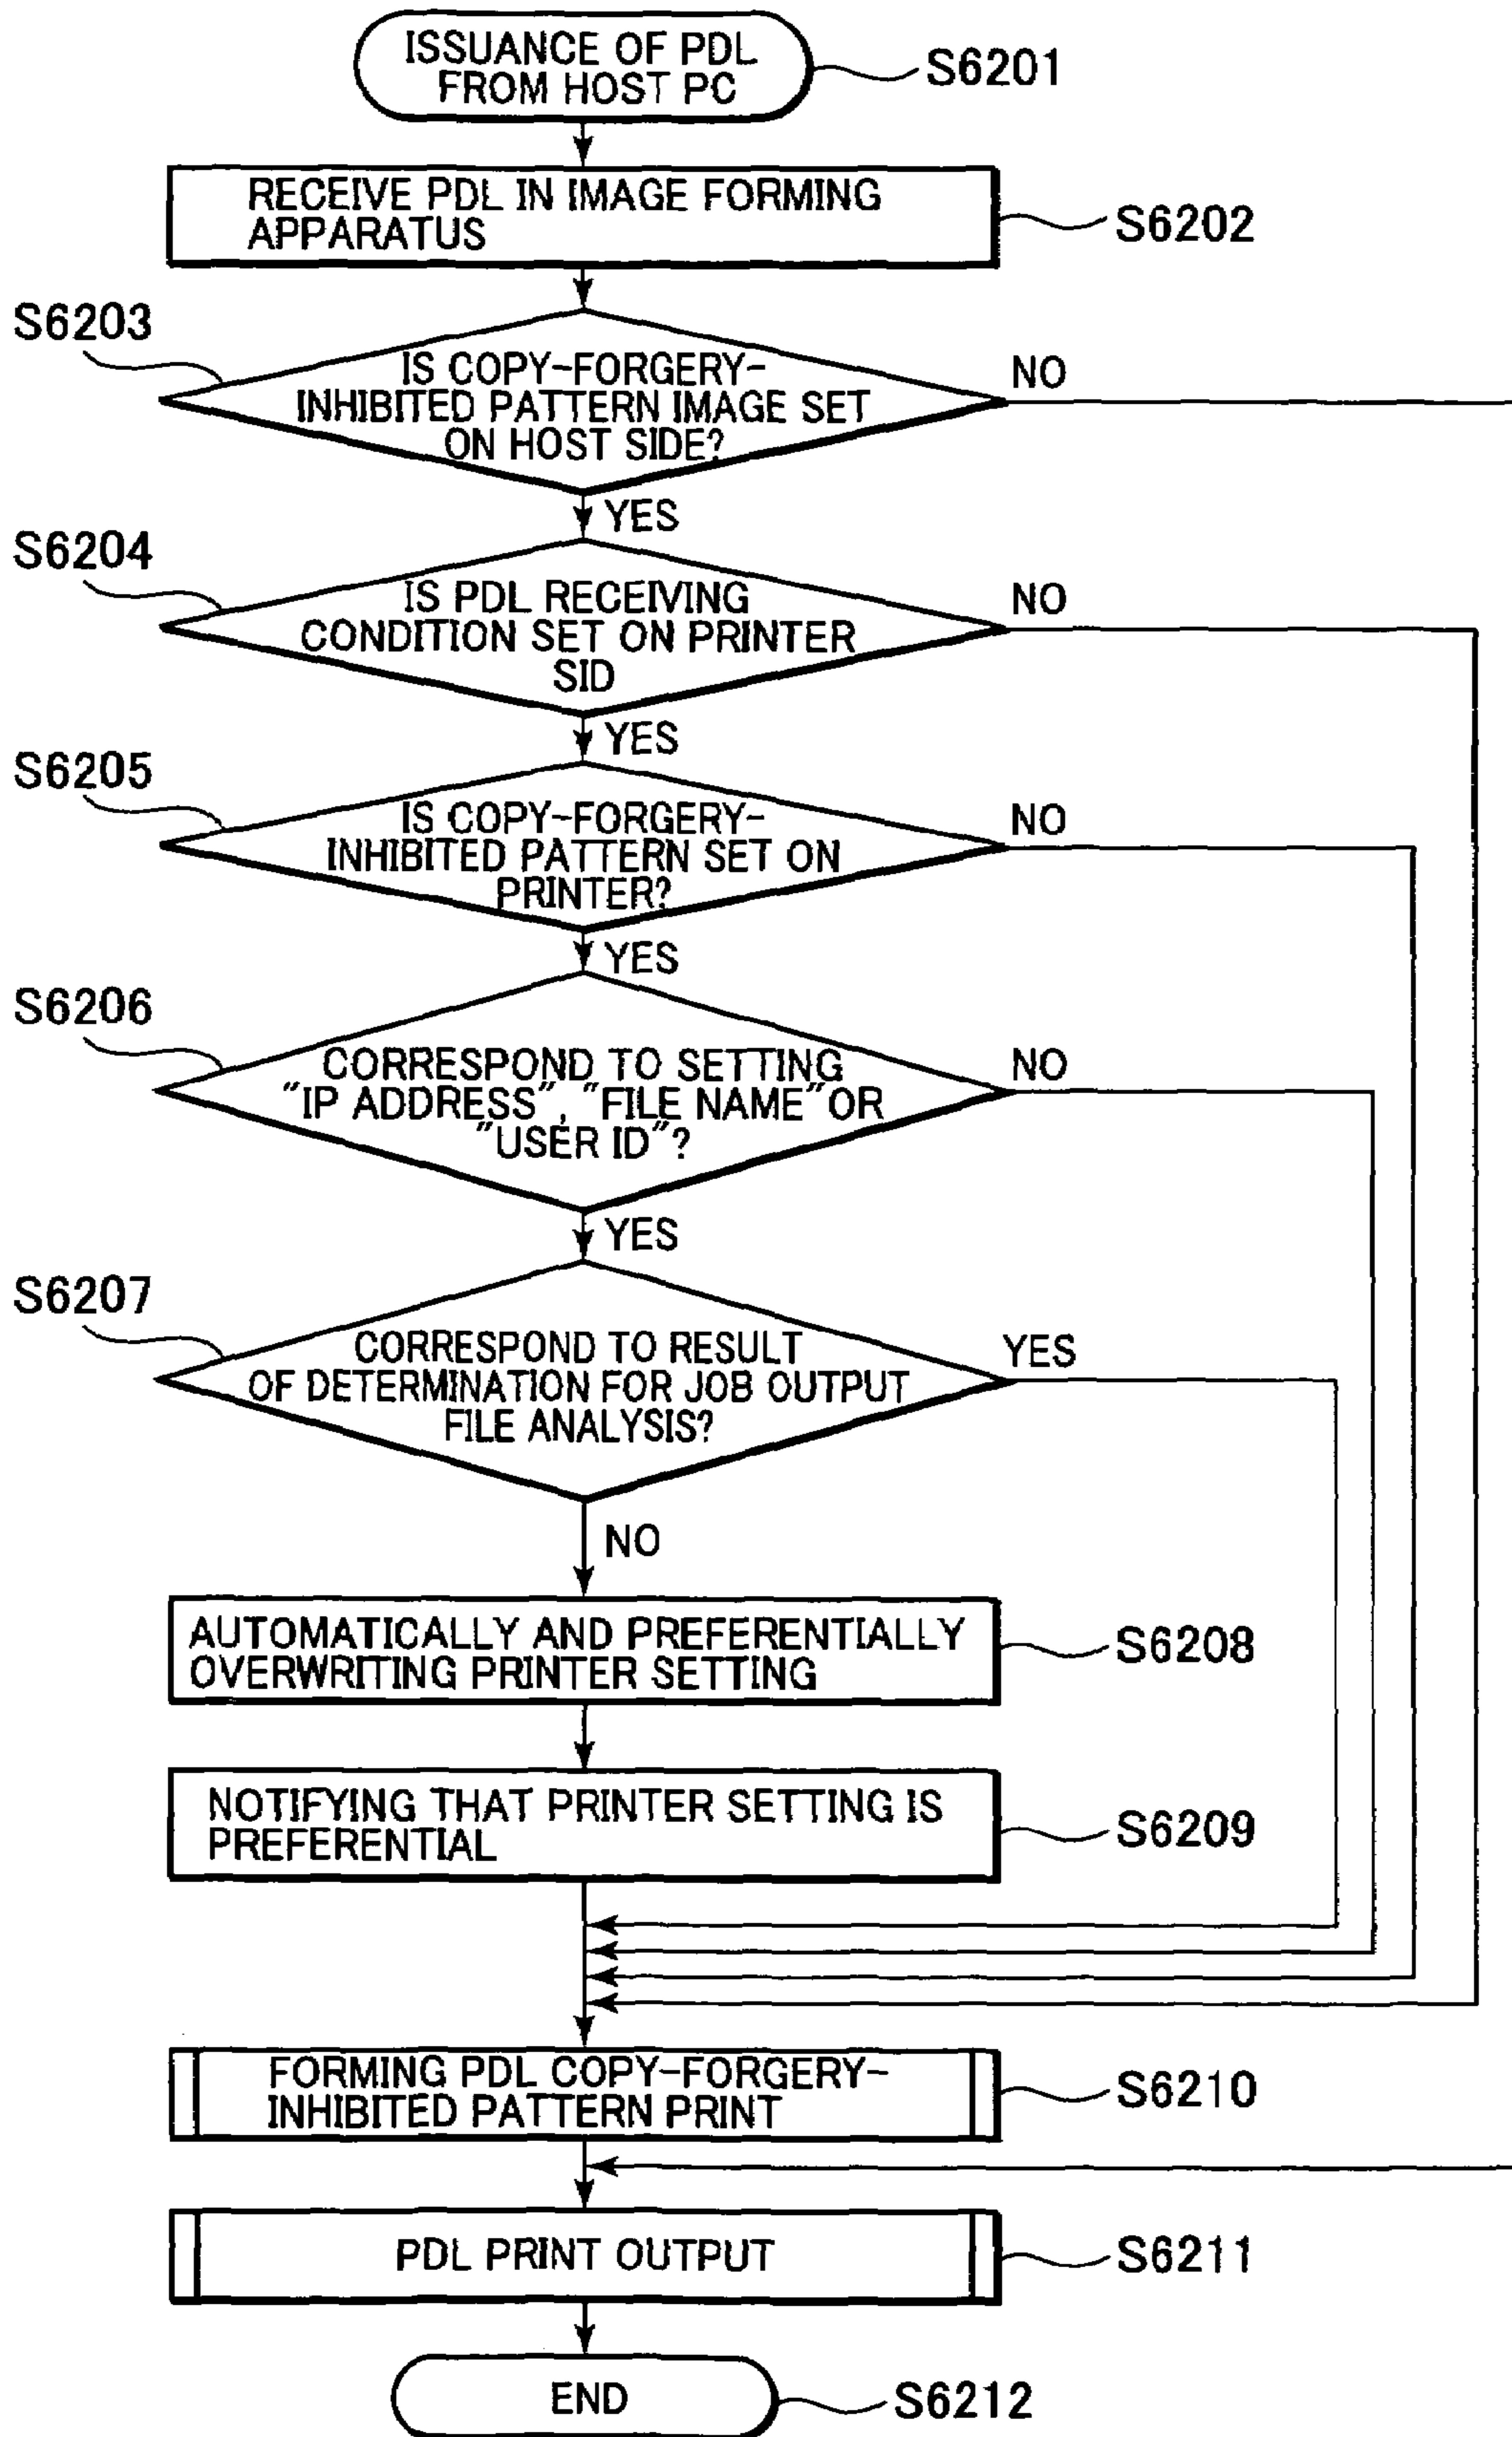 ISSUANCE OF PDL
FROM HOST PC
S6201
RECEIVE PDL IN IMAGE FORMING
APPARATUS
S6202
S6203
IS COPY-FORGERY-
INHIBITED PATTERN IMAGE SET
ON HOST SIDE?
NO
YES
S6204
IS PDL RECEIVING
CONDITION SET ON PRINTER
SID
NO
YES
S6205
IS COPY-FORGERY-
INHIBITED PATTERN SET ON
PRINTER?
NO
YES
S6206
CORRESPOND TO SETTING
"IP ADDRESS", "FILE NAME" OR
"USER ID"?
NO
YES
S6207
CORRESPOND TO RESULT
OF DETERMINATION FOR JOB OUTPUT
FILE ANALYSIS?
YES
NO
AUTOMATICALLY AND PREFERENTIALLY
OVERWRITING PRINTER SETTING
S6208
NOTIFYING THAT PRINTER SETTING IS
PREFERENTIAL
S6209
FORMING PDL COPY-FORGERY-
INHIBITED PATTERN PRINT
S6210
PDL PRINT OUTPUT
S6211
END
S6212